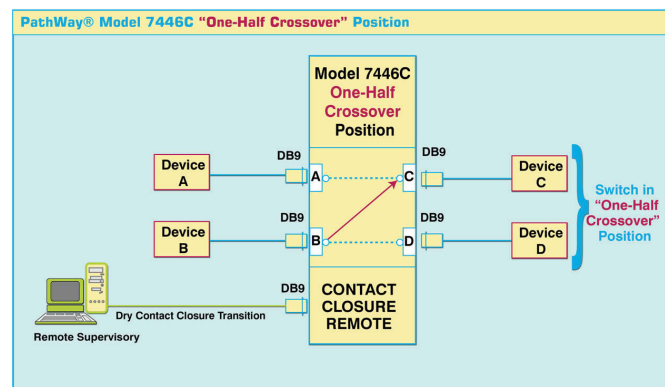 PathWay® Model 7446C “One-Half Crossover” Position
Model 7446C
One-Half
Crossover
Position
DB9
DB9
Device
A
A
C
Device
C
Switch in
“One-Half
Crossover”
Position
DB9
DB9
Device
B
B
D
Device
D
DB9
CONTACT
CLOSURE
REMOTE
Dry Contact Closure Transition
Remote Supervisory